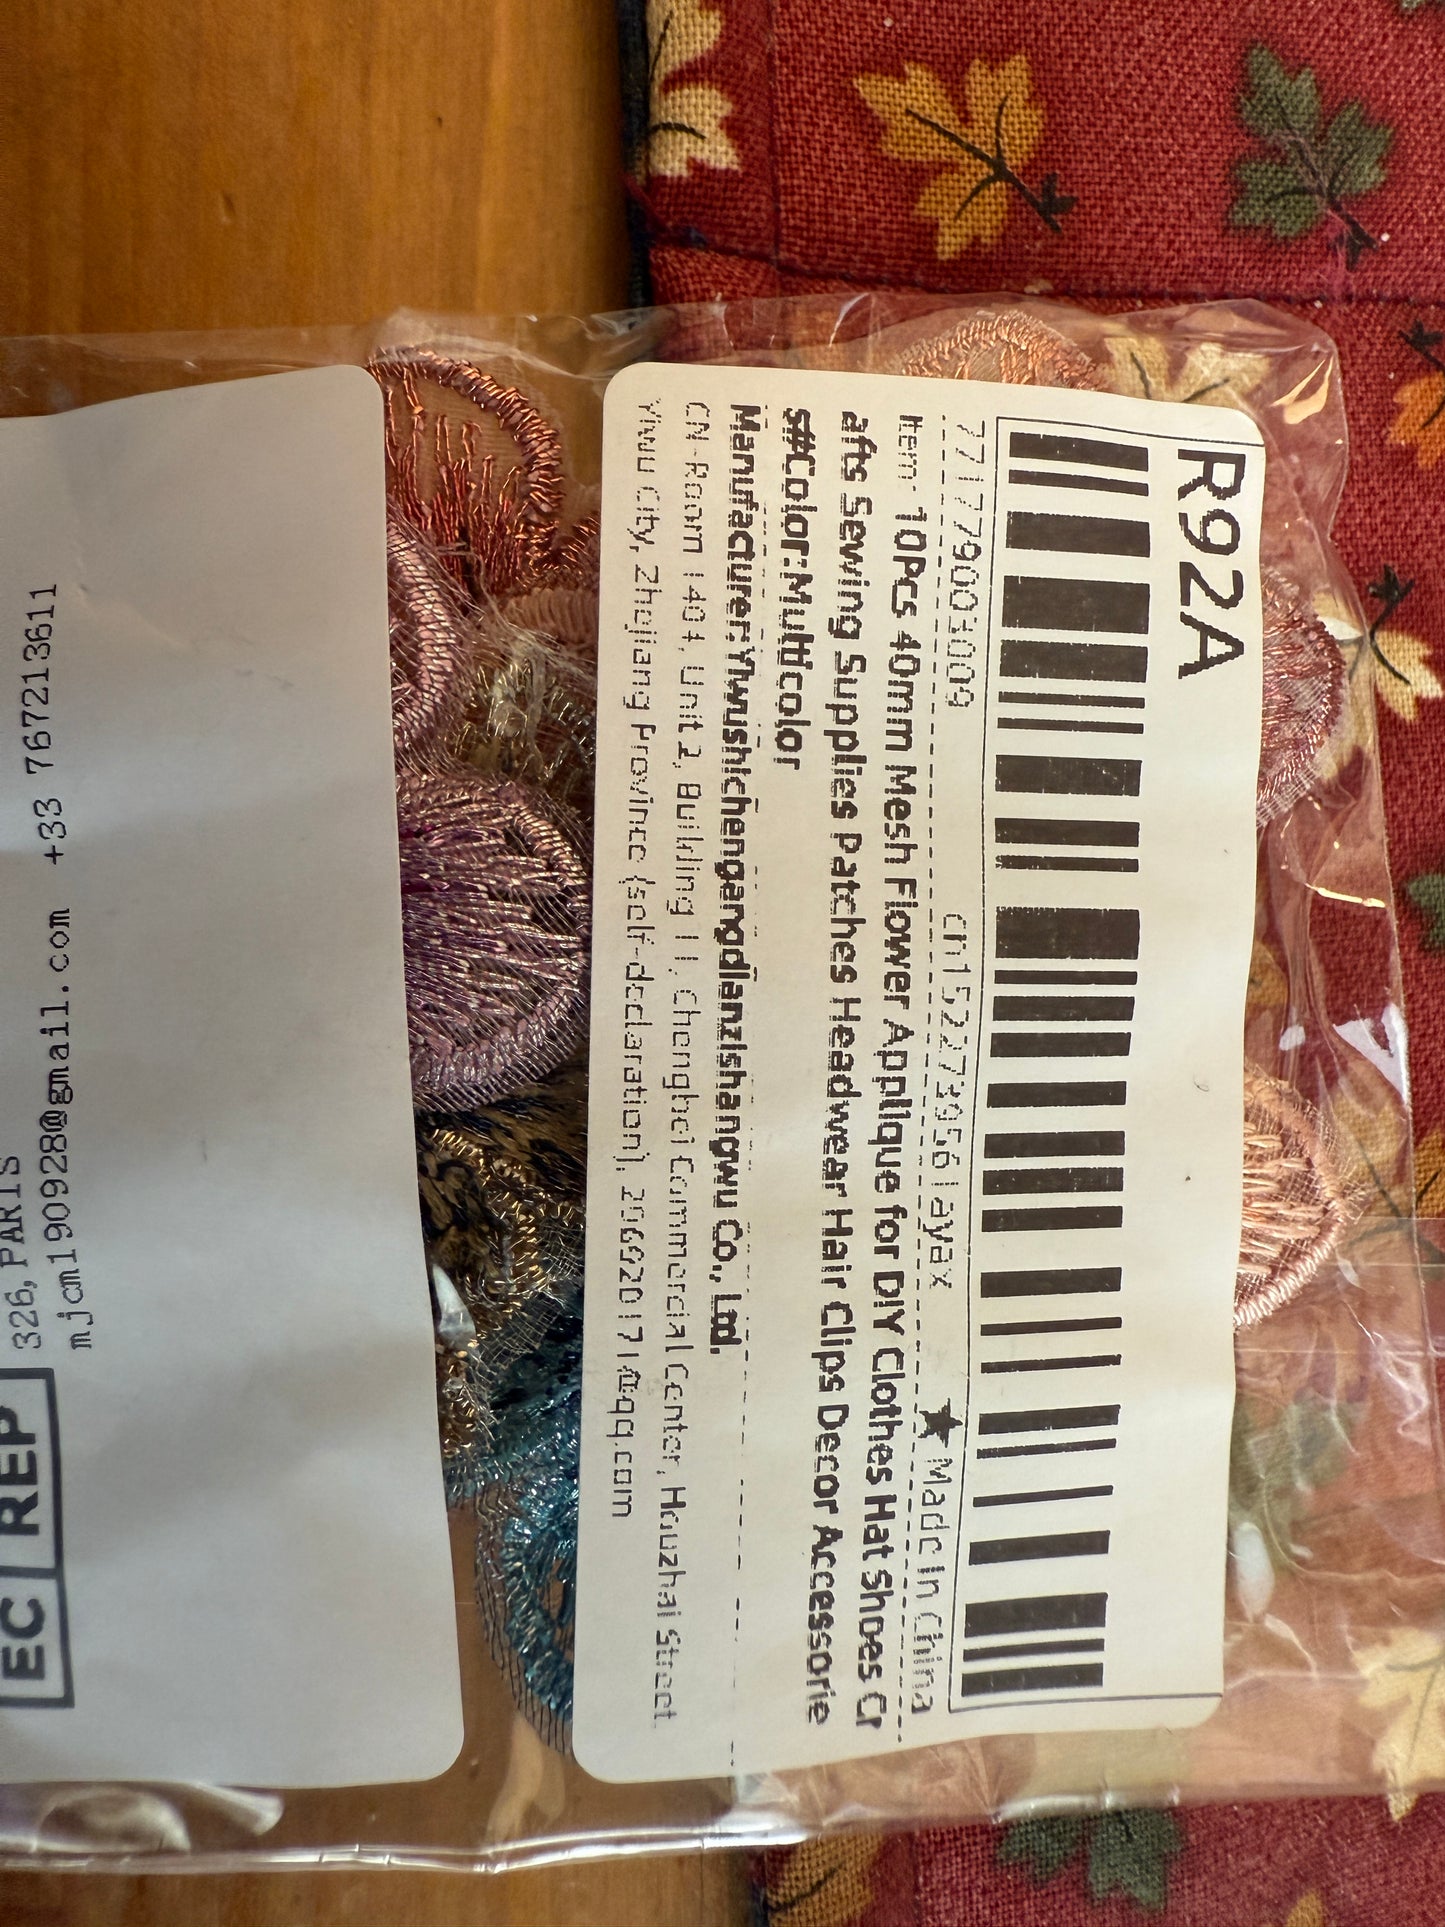 R92A
771779003009 cn1522739561ayax ★ Made In China
Item: 10Pcs 40mm Mesh Flower Applique for DIY Clothes Hat Shoes Cr
afts Sewing Supplies Patches Headwear Hair Clips Decor Accessorie
s#Color:Multicolor
Manufacturer:Yiwushichengangdianzishangwu Co., Ltd.
CN-Room 1404, Unit 2, Building 11, Chengbei Commercial Center, Houzhai Street
Yiwu City, Zhejiang Province (self-declaration), 206920171@qq.com
EC REP
326, PARIS
mjcm190928@gmail.com +33 767213611